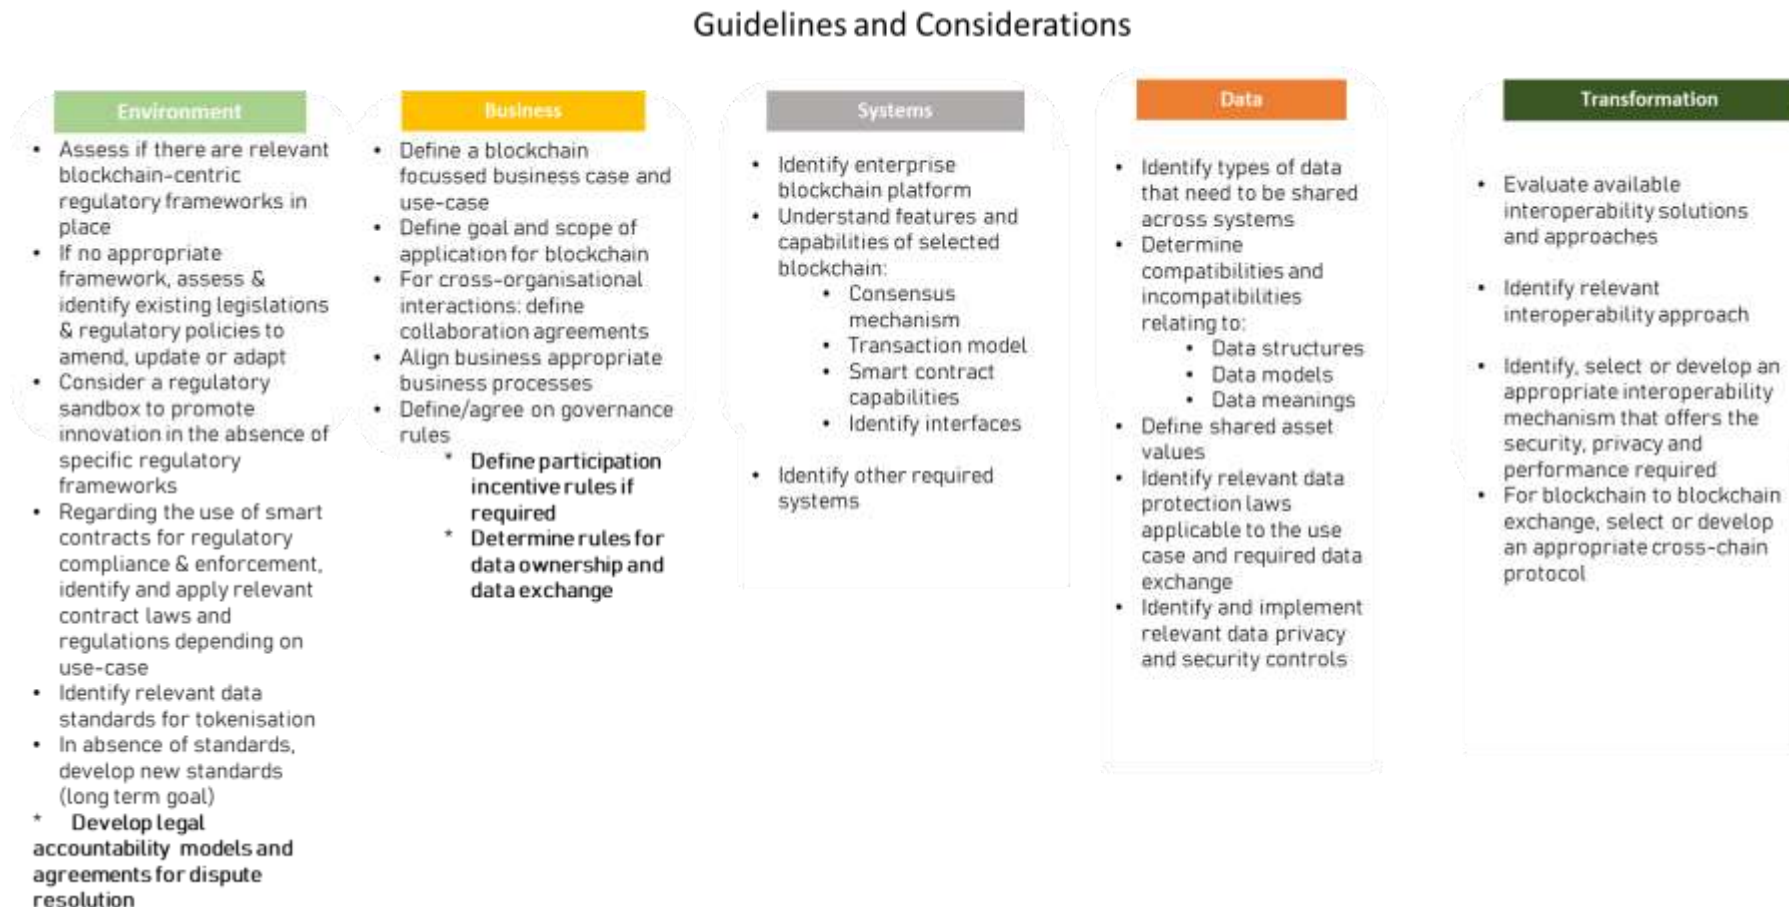 Guidelines and Considerations
Environment
• Assess if there are relevant
blockchain-centric
regulatory frameworks in
place
• If no appropriate
framework, assess &
identify existing legislations
& regulatory policies to
amend, update or adapt
• Consider a regulatory
sandbox to promote
innovation in the absence of
specific regulatory
frameworks
• Regarding the use of smart
contracts for regulatory
compliance & enforcement,
identify and apply relevant
contract laws and
regulations depending on
use-case
• Identify relevant data
standards for tokenisation
• In absence of standards,
develop new standards
(long term goal)
* Develop legal
accountability models and
agreements for dispute
resolution
Business
• Define a blockchain
focussed business case and
use-case
• Define goal and scope of
application for blockchain
• For cross-organisational
interactions: define
collaboration agreements
• Align business appropriate
business processes
• Define/agree on governance
rules
* Define participation
incentive rules if
required
* Determine rules for
data ownership and
data exchange
Systems
• Identify enterprise
blockchain platform
• Understand features and
capabilities of selected
blockchain:
• Consensus
mechanism
• Transaction model
• Smart contract
capabilities
• Identify interfaces
• Identify other required
systems
Data
• Identify types of data
that need to be shared
across systems
• Determine
compatibilities and
incompatibilities
relating to:
• Data structures
• Data models
• Data meanings
• Define shared asset
values
• Identify relevant data
protection laws
applicable to the use
case and required data
exchange
• Identify and implement
relevant data privacy
and security controls
Transformation
• Evaluate available
interoperability solutions
and approaches
• Identify relevant
interoperability approach
• Identify, select or develop an
appropriate interoperability
mechanism that offers the
security, privacy and
performance required
• For blockchain to blockchain
exchange, select or develop
an appropriate cross-chain
protocol